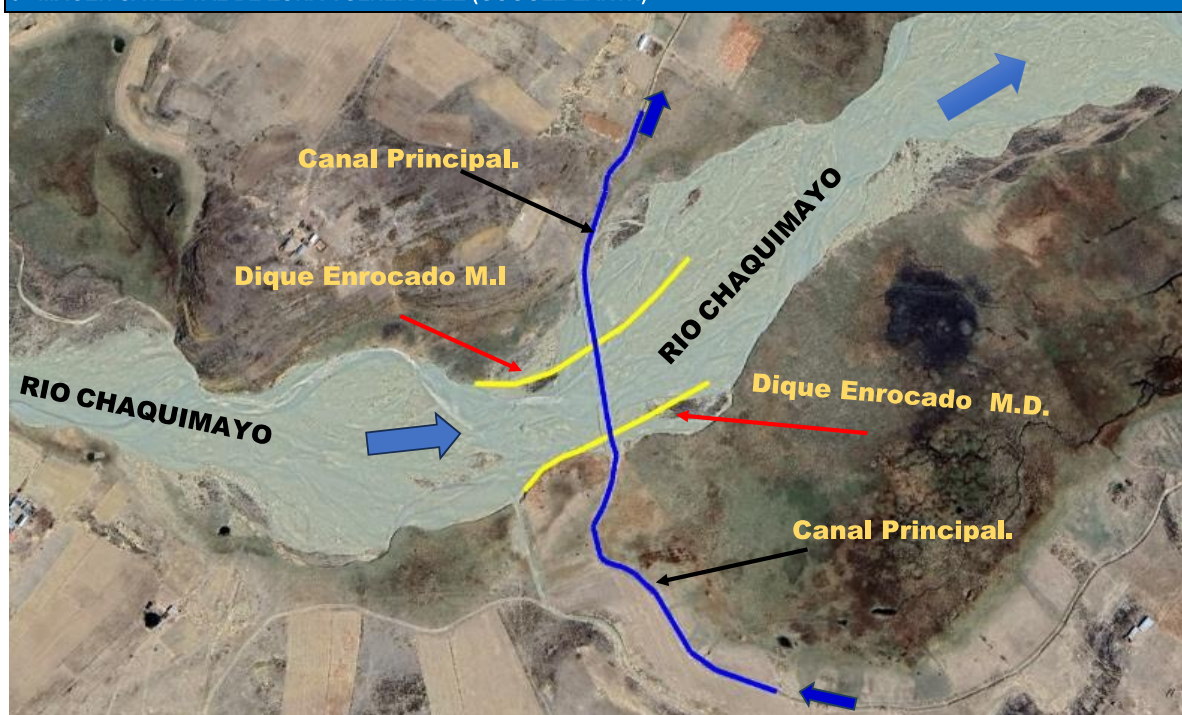 Canal Principal.
Dique Enrocado M.I
RIO CHAQUIMAYO
RIO CHAQUIMAYO
Dique Enrocado M.D.
Canal Principal.